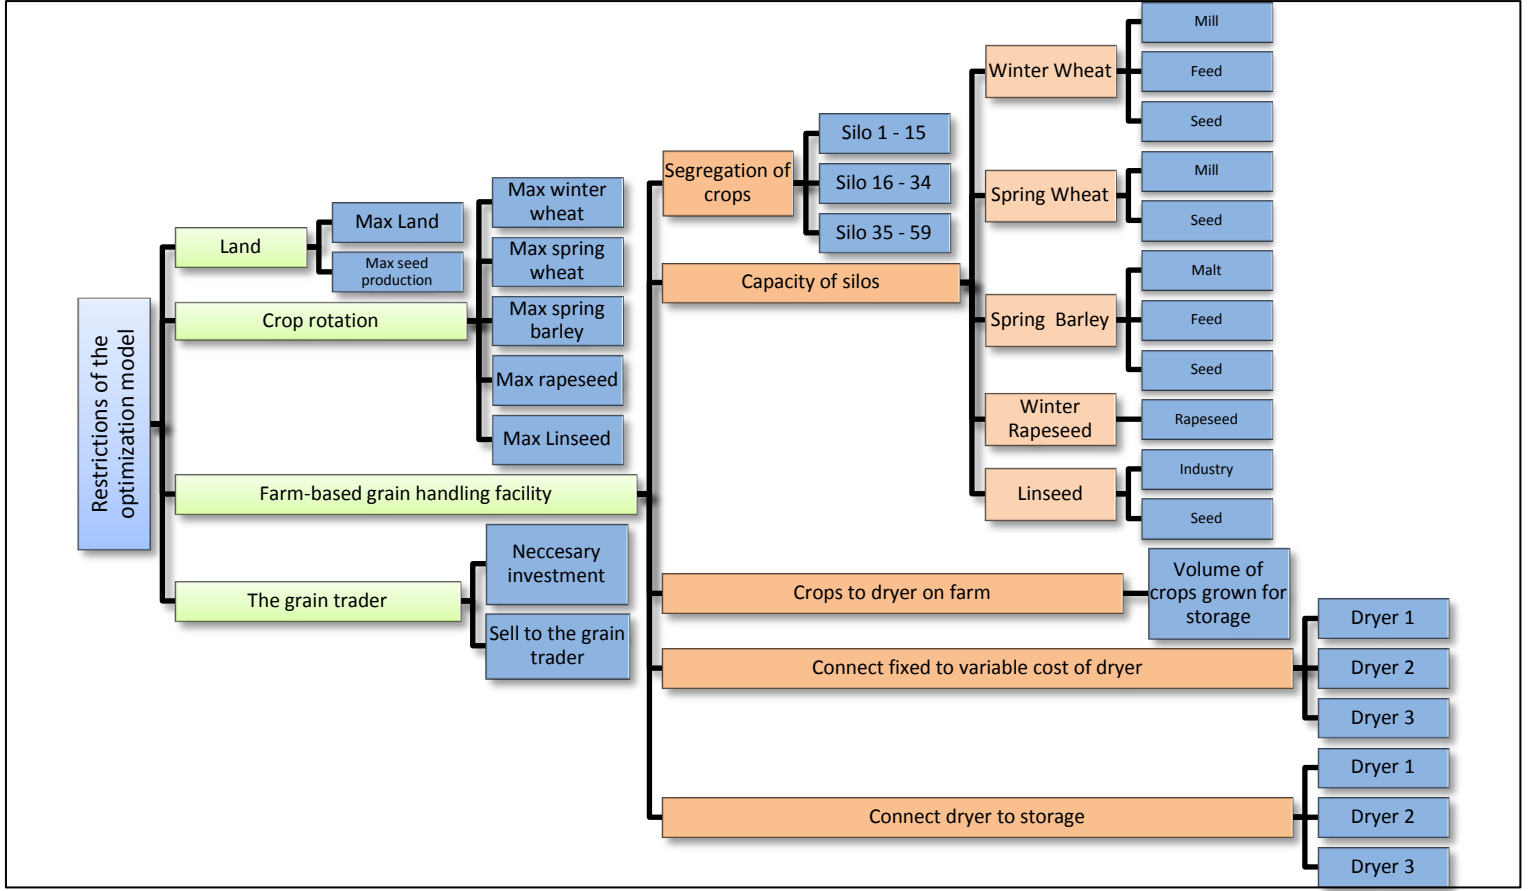 Restrictions of the
optimization model
Land
Max Land
Max seed
production
Crop rotation
Max winter
wheat
Max spring
wheat
Max spring
barley
Max rapeseed
Max Linseed
Farm-based grain handling facility
Segregation of
crops
Silo 1 - 15
Silo 16 - 34
Silo 35 - 59
Capacity of silos
Winter Wheat
Mill
Feed
Seed
Spring Wheat
Mill
Seed
Spring Barley
Malt
Feed
Seed
Winter
Rapeseed
Rapeseed
Linseed
Industry
Seed
Crops to dryer on farm
Volume of
crops grown for
storage
Connect fixed to variable cost of dryer
Dryer 1
Dryer 2
Dryer 3
Connect dryer to storage
Dryer 1
Dryer 2
Dryer 3
The grain trader
Neccesary
investment
Sell to the grain
trader